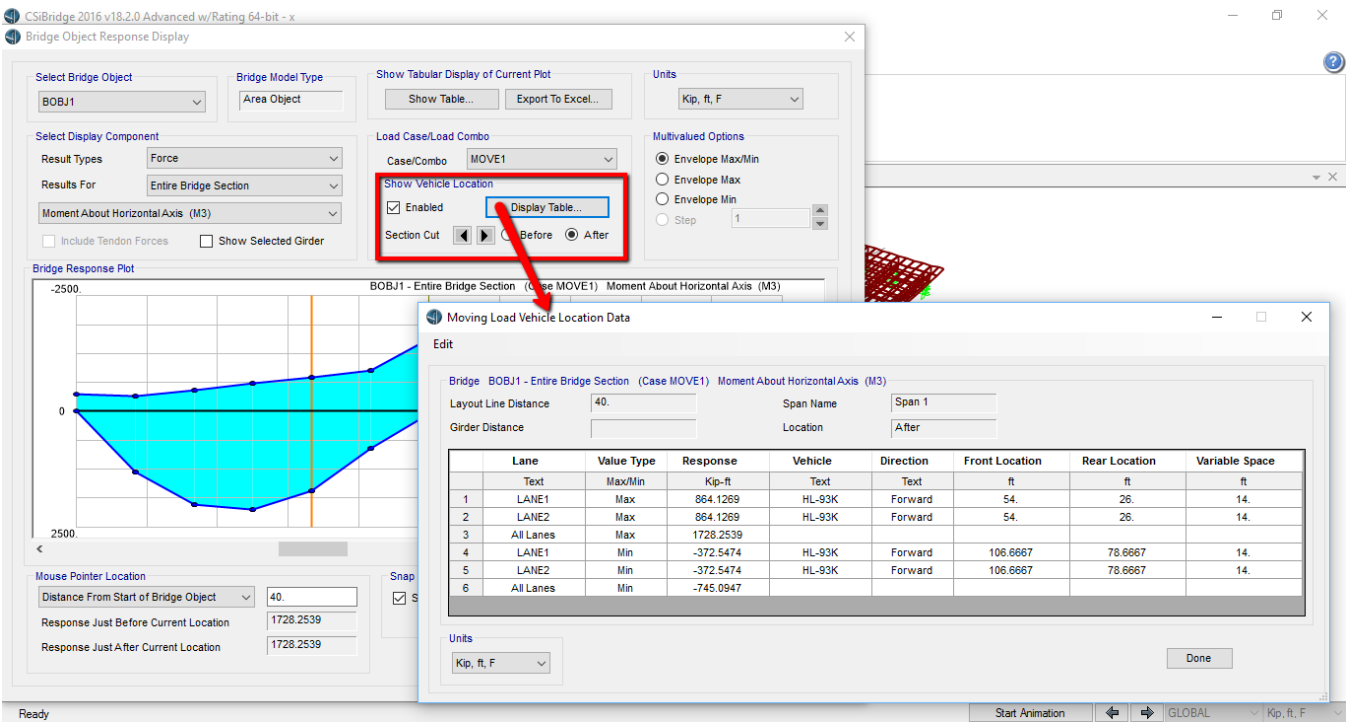 CSiBridge 2016 v18.2.0 Advanced w/Rating 64-bit - x
Bridge Object Response Display
Select Bridge Object
BOBJ1
Bridge Model Type
Area Object
Show Tabular Display of Current Plot
Show Table...
Export To Excel...
Units
Kip, ft, F
Select Display Component
Result Types
Force
Results For
Entire Bridge Section
Moment About Horizontal Axis (M3)
Include Tendon Forces
Show Selected Girder
Load Case/Load Combo
Case/Combo
MOVE1
Show Vehicle Location
Enabled
Display Table...
Section Cut
Before
After
Multivalued Options
Envelope Max/Min
Envelope Max
Envelope Min
Step
1
Bridge Response Plot
-2500.
BOBJ1 - Entire Bridge Section (Case MOVE1) Moment About Horizontal Axis (M3)
0
2500.
Mouse Pointer Location
Distance From Start of Bridge Object
40.
Response Just Before Current Location
1728.2539
Response Just After Current Location
1728.2539
Snap
S
Moving Load Vehicle Location Data
Edit
Bridge BOBJ1 - Entire Bridge Section (Case MOVE1) Moment About Horizontal Axis (M3)
Layout Line Distance
40.
Span Name
Span 1
Girder Distance
Location
After
Lane Value Type Response Vehicle Direction Front Location Rear Location Variable Space
Text Max/Min Kip-ft Text Text ft ft ft
1 LANE1 Max 864.1269 HL-93K Forward 54. 26. 14.
2 LANE2 Max 864.1269 HL-93K Forward 54. 26. 14.
3 All Lanes Max 1728.2539
4 LANE1 Min -372.5474 HL-93K Forward 106.6667 78.6667 14.
5 LANE2 Min -372.5474 HL-93K Forward 106.6667 78.6667 14.
6 All Lanes Min -745.0947
Units
Kip, ft, F
Done
Ready
Start Animation
GLOBAL
Kip, ft, F